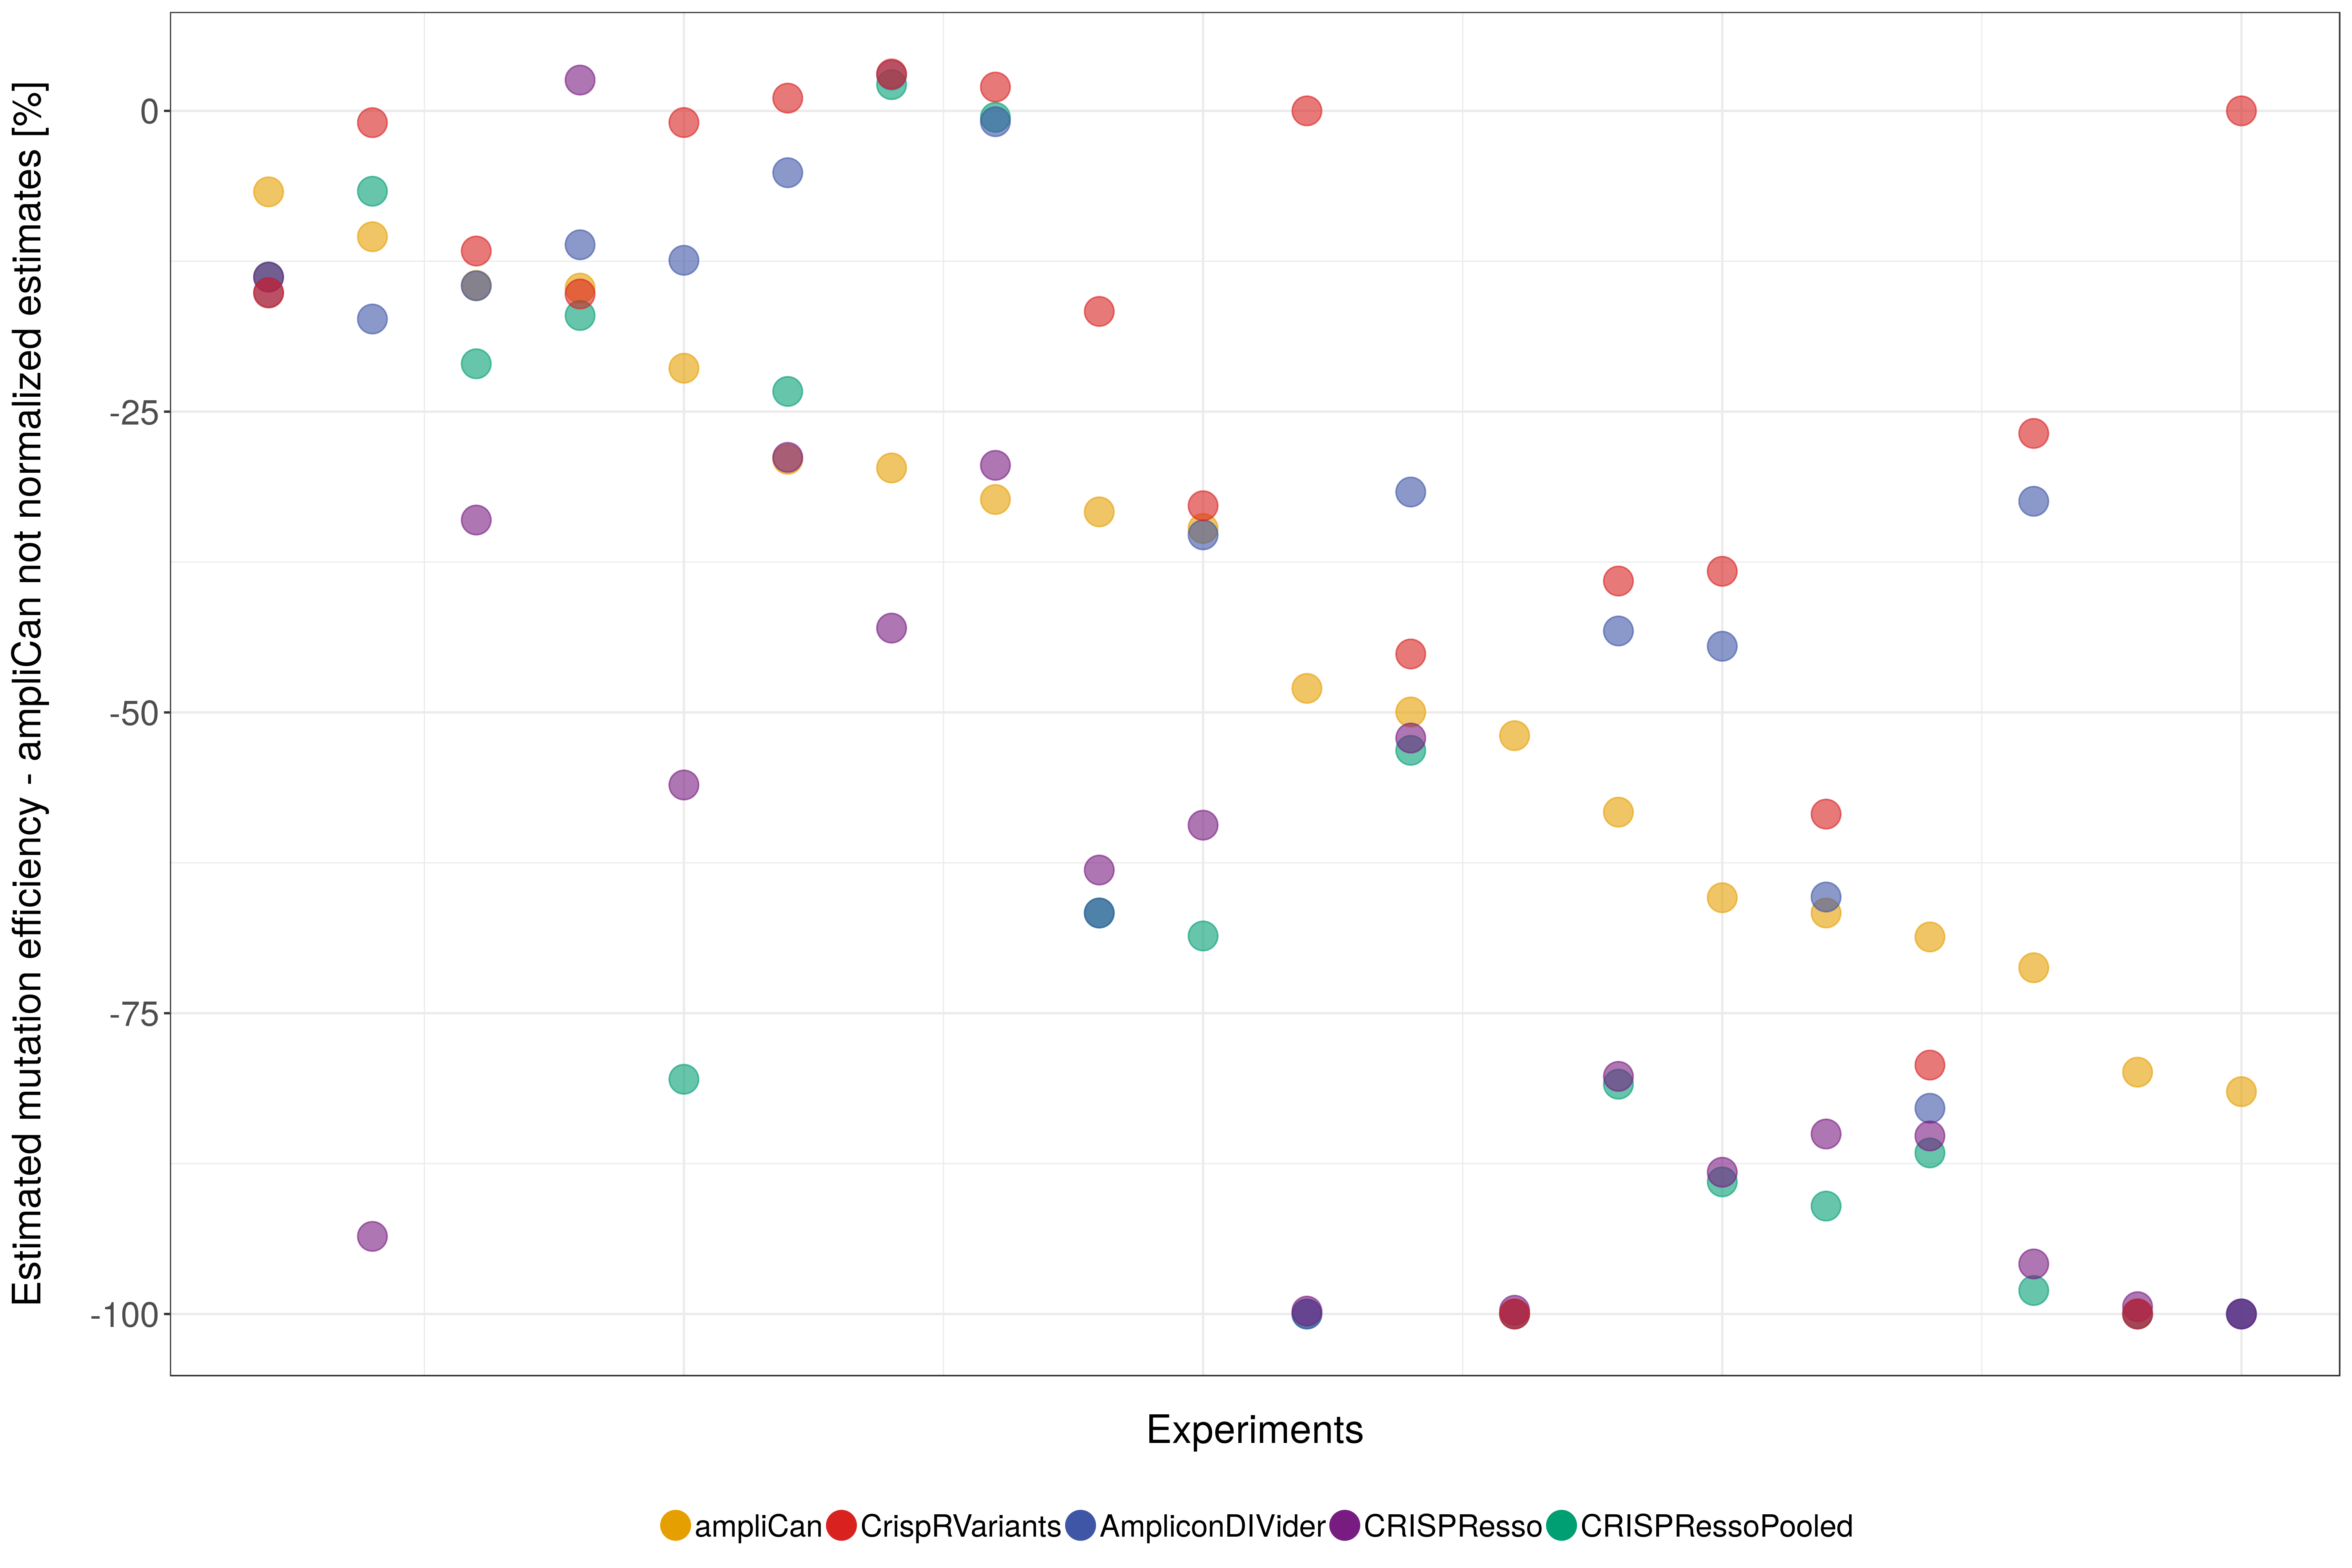 Estimated mutation efficiency - ampliCan not normalized estimates [%]
0
-25
-50
-75
-100
Experiments
ampliCan CrispRVariants AmpliconDIVider CRISPResso CRISPRessoPooled